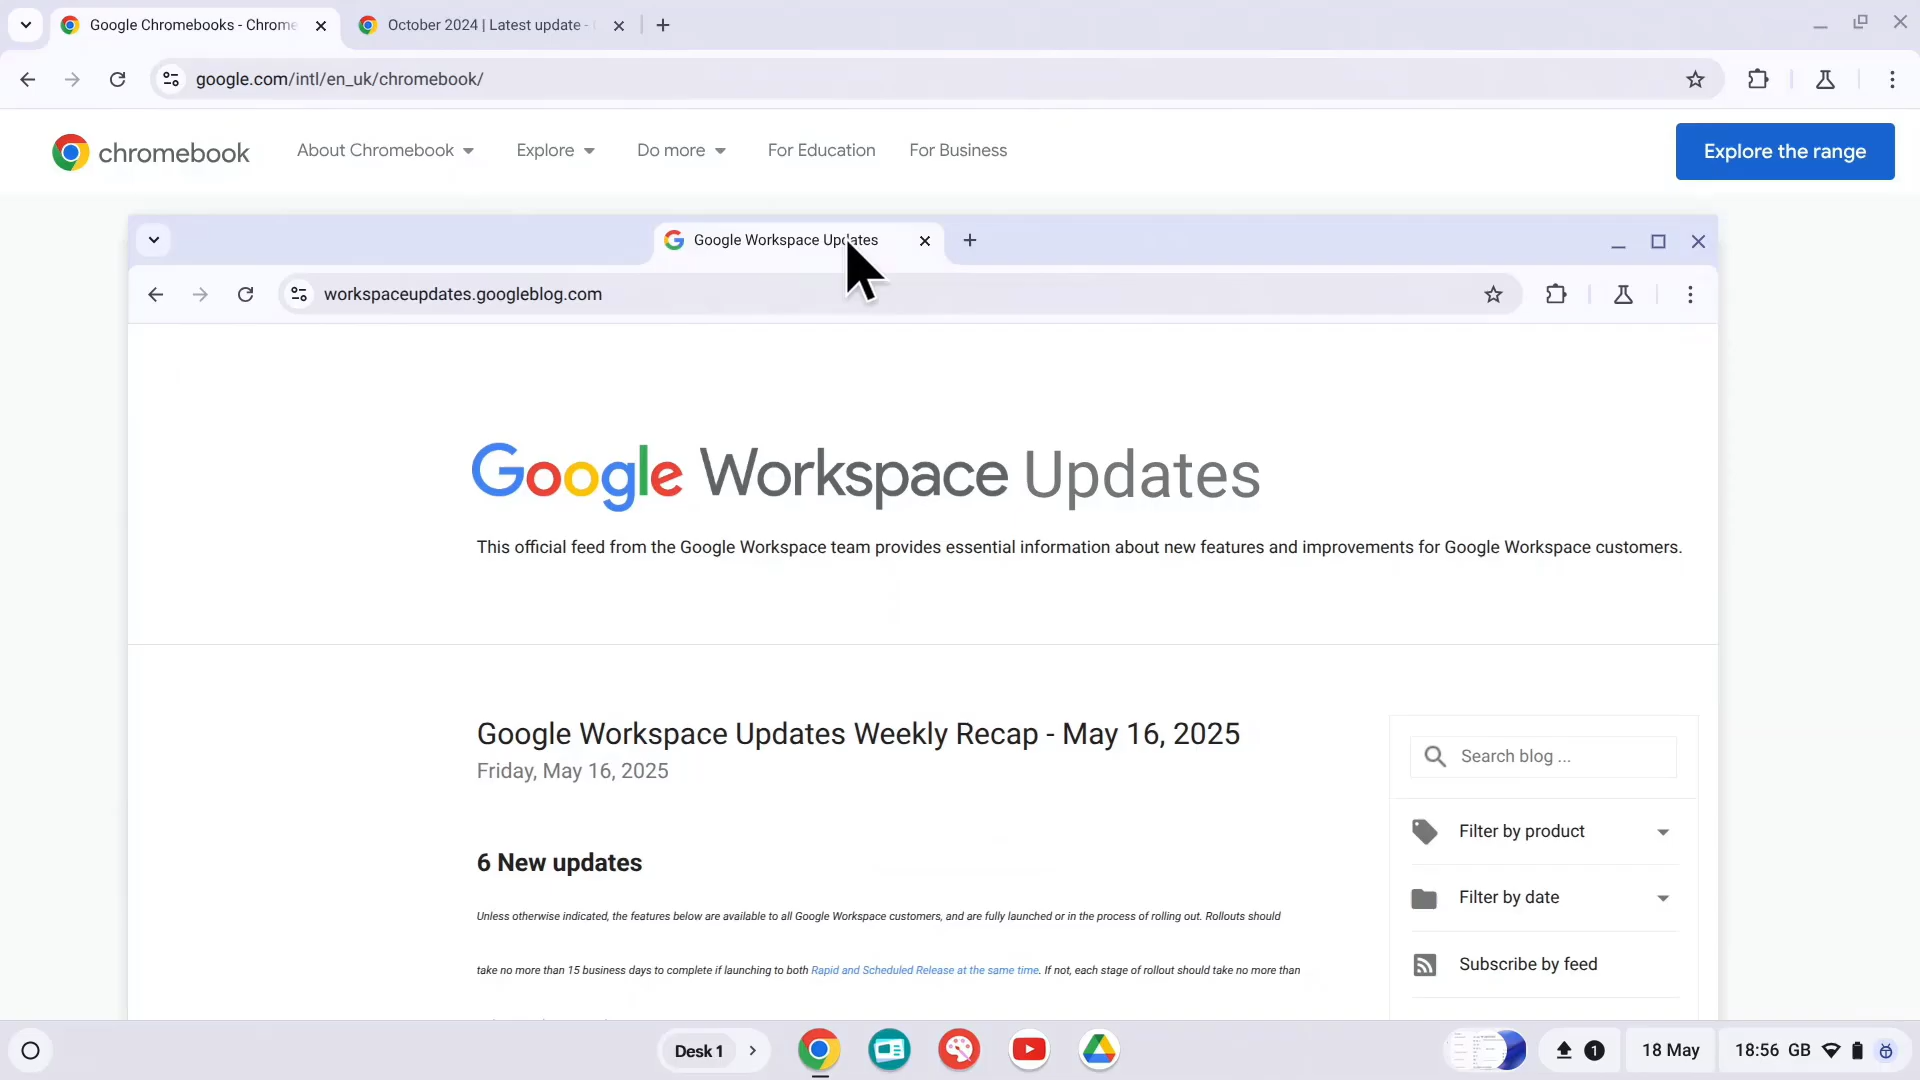 Google Chromebooks - Chrome
October 2024 | Latest update -
google.com/intl/en_uk/chromebook/
chromebook
About Chromebook
Explore
Do more
For Education
For Business
Explore the range
Google Workspace Updates
workspaceupdates.googleblog.com
Google Workspace Updates
This official feed from the Google Workspace team provides essential information about new features and improvements for Google Workspace customers.
Google Workspace Updates Weekly Recap - May 16, 2025
Friday, May 16, 2025
Search blog ...
Filter by product
6 New updates
Filter by date
Unless otherwise indicated, the features below are available to all Google Workspace customers, and are fully launched or in the process of rolling out. Rollouts should
take no more than 15 business days to complete if launching to both Rapid and Scheduled Release at the same time. If not, each stage of rollout should take no more than
Subscribe by feed
Desk 1
1
18 May
18:56 GB